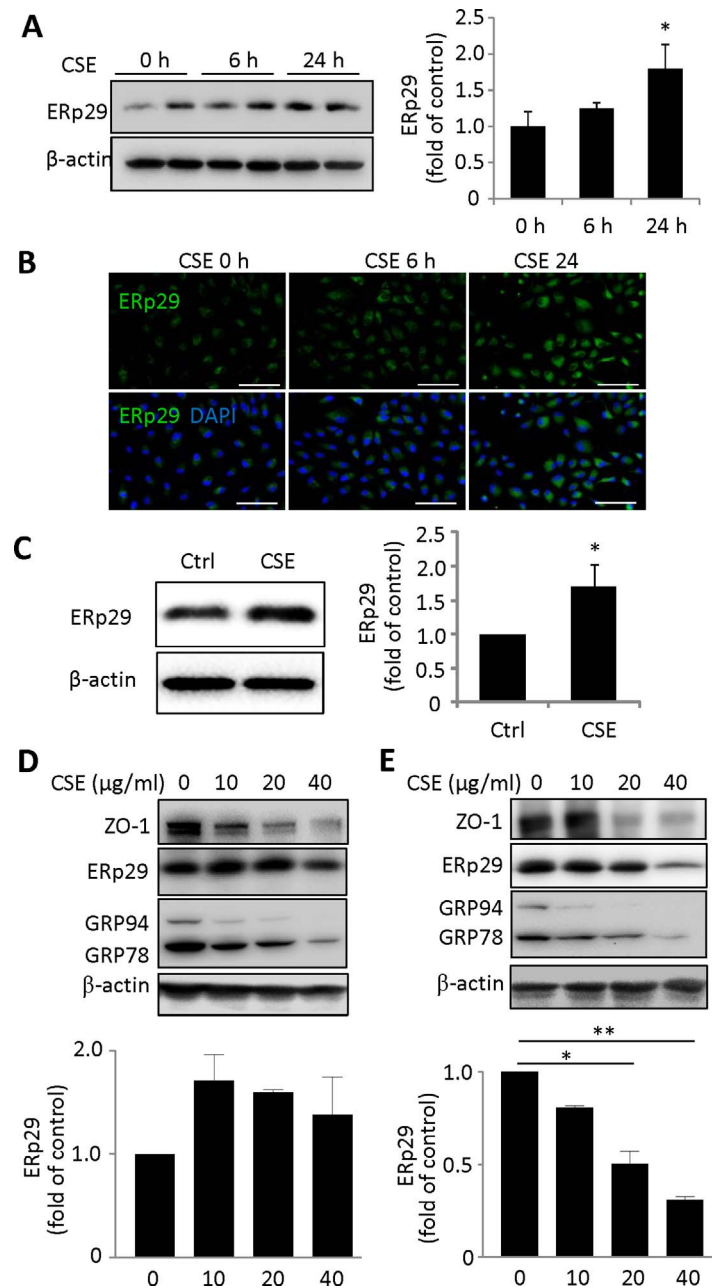 A
CSE 0 h 6 h 24 h
ERp29
β-actin
ERp29
(fold of control)
2.5
2.0
1.5
1.0
0.5
0
*
0 h 6 h 24 h
B
CSE 0 h CSE 6 h CSE 24
ERp29
ERp29 DAPI
C
Ctrl CSE
ERp29
β-actin
ERp29
(fold of control)
2.5
2.0
1.5
1.0
0.5
0
*
Ctrl CSE
D
CSE (μg/ml) 0 10 20 40
ZO-1
ERp29
GRP94
GRP78
β-actin
ERp29
(fold of control)
2.0
1.0
0
0 10 20 40
E
CSE (μg/ml) 0 10 20 40
ZO-1
ERp29
GRP94
GRP78
β-actin
**
*
ERp29
(fold of control)
1.0
0.5
0
0 10 20 40